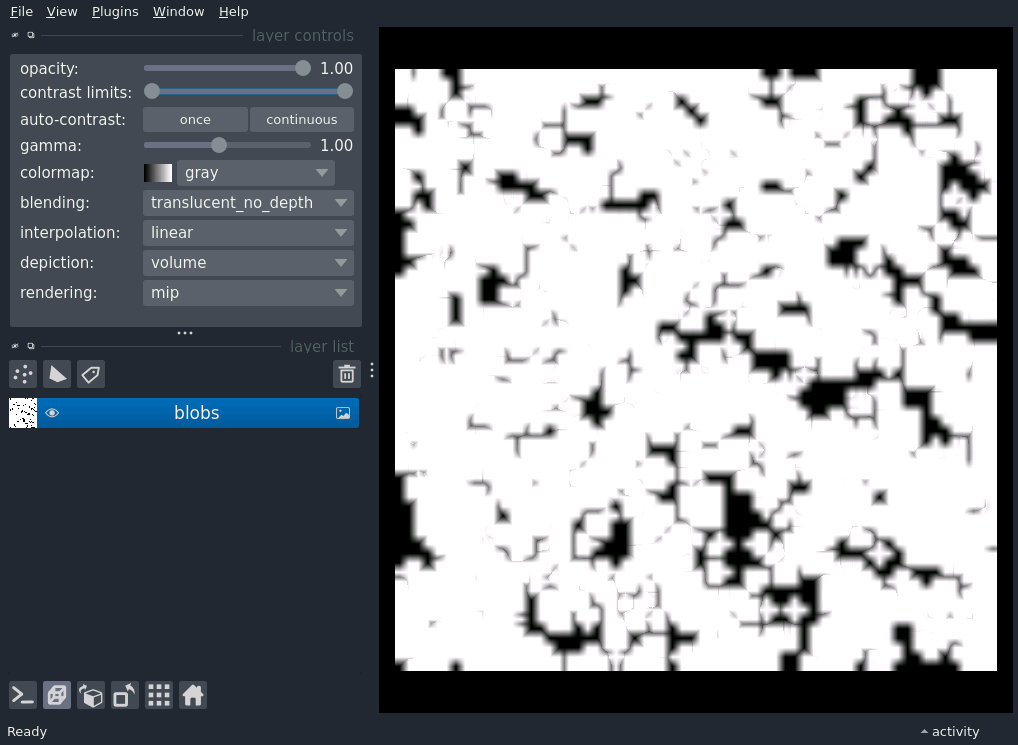 File View Plugins Window Help
layer controls
opacity: 1.00
contrast limits:
auto-contrast: once continuous
gamma: 1.00
colormap: gray
blending: translucent_no_depth
interpolation: linear
depiction: volume
rendering: mip
layer list
blobs
Ready
activity